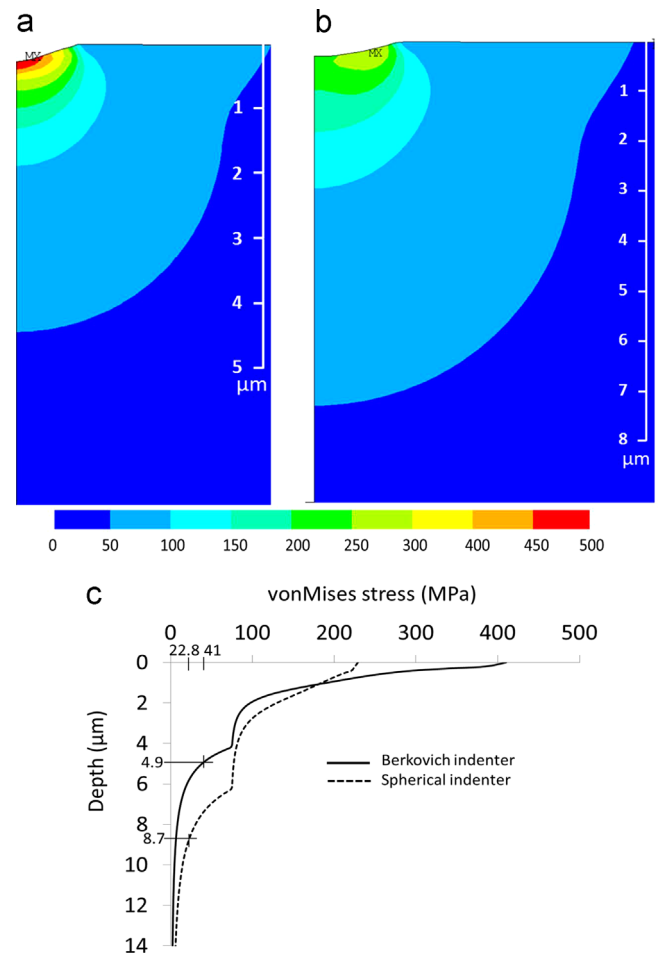 a
b
MX
MX
1
2
3
4
5
μm
1
2
3
4
5
6
7
8
μm
0 50 100 150 200 250 300 350 400 450 500
c
vonMises stress (MPa)
0 100 200 300 400 500
22.8 41
0
2
4
4.9
6
8
8.7
10
12
14
Depth (μm)
Berkovich indenter
Spherical indenter